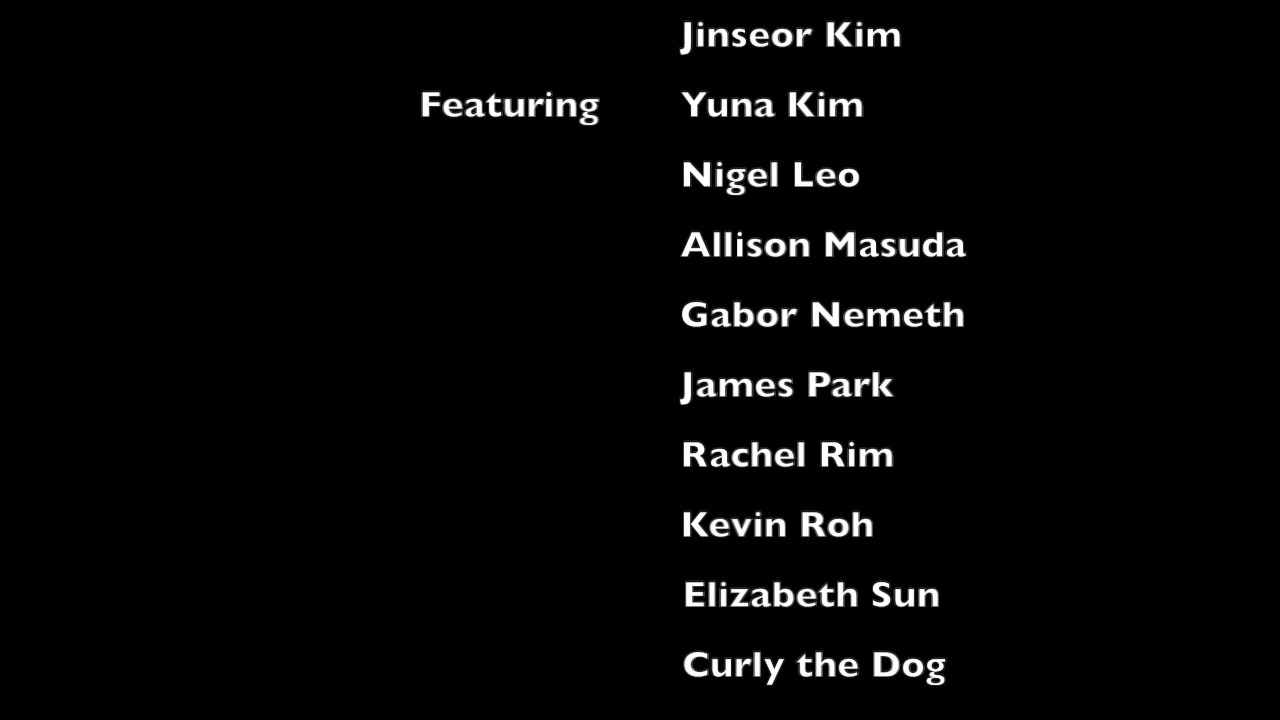 Jinseor Kim
Featuring Yuna Kim
Nigel Leo
Allison Masuda
Gabor Nemeth
James Park
Rachel Rim
Kevin Roh
Elizabeth Sun
Curly the Dog